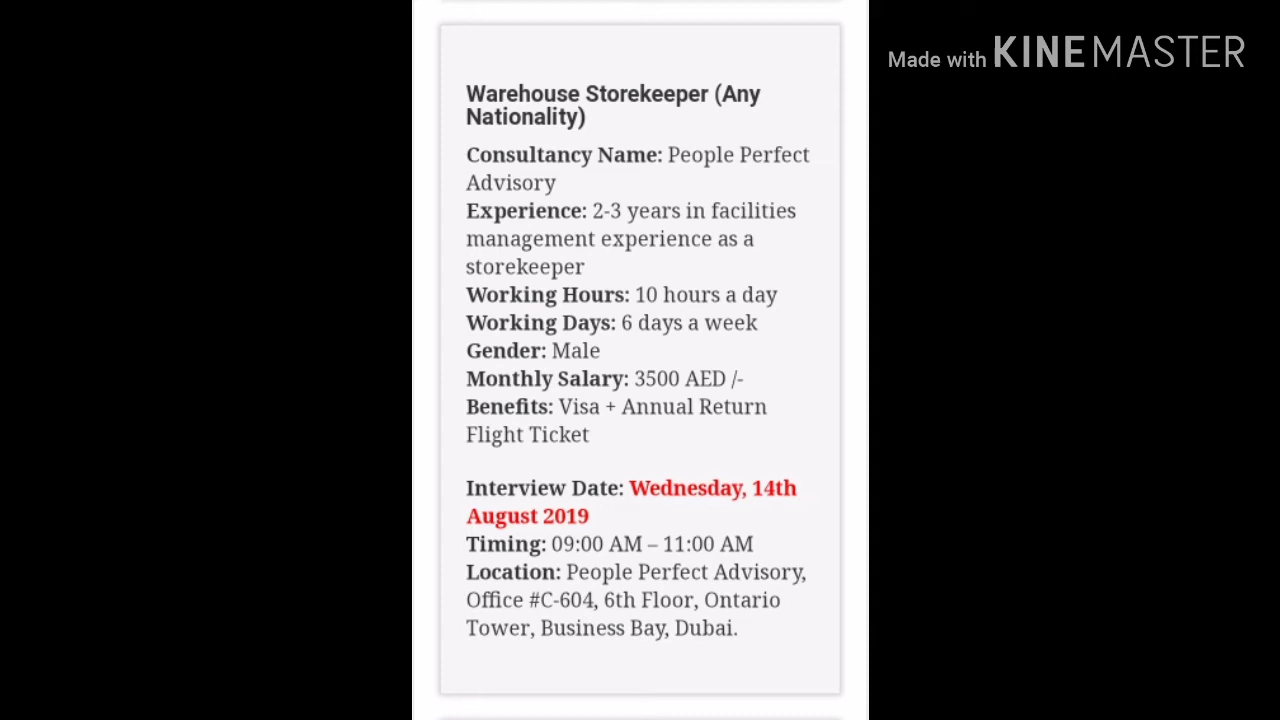 Made with KINEMASTER
Warehouse Storekeeper (Any
Nationality)
Consultancy Name: People Perfect
Advisory
Experience: 2-3 years in facilities
management experience as a
storekeeper
Working Hours: 10 hours a day
Working Days: 6 days a week
Gender: Male
Monthly Salary: 3500 AED /-
Benefits: Visa + Annual Return
Flight Ticket
Interview Date: Wednesday, 14th
August 2019
Timing: 09:00 AM – 11:00 AM
Location: People Perfect Advisory,
Office #C-604, 6th Floor, Ontario
Tower, Business Bay, Dubai.